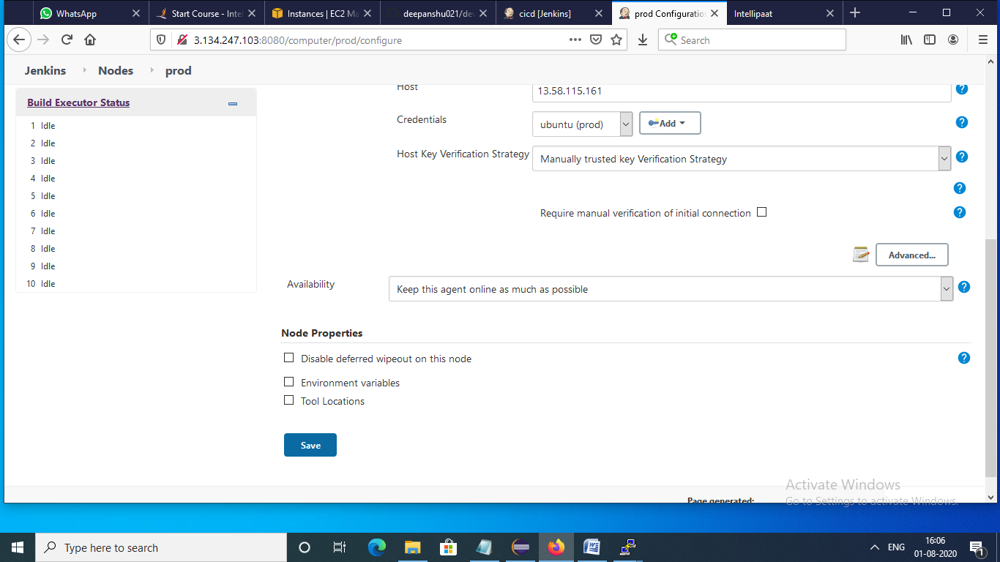 WhatsApp
Start Course - Intel
Instances | EC2 Ma
deepanshu021/de
cicd [Jenkins]
prod Configuratio
Intellipaat
3.134.247.103:8080/computer/prod/configure
Search
Jenkins
Nodes
prod
Build Executor Status
1 Idle
2 Idle
3 Idle
4 Idle
5 Idle
6 Idle
7 Idle
8 Idle
9 Idle
10 Idle
Host
13.58.115.161
Credentials
ubuntu (prod)
Add
Host Key Verification Strategy
Manually trusted key Verification Strategy
Require manual verification of initial connection
Advanced...
Availability
Keep this agent online as much as possible
Node Properties
Disable deferred wipeout on this node
Environment variables
Tool Locations
Save
Page generated:
Activate Windows
Go to Settings to activate Windows.
Type here to search
ENG
16:06
01-08-2020
1